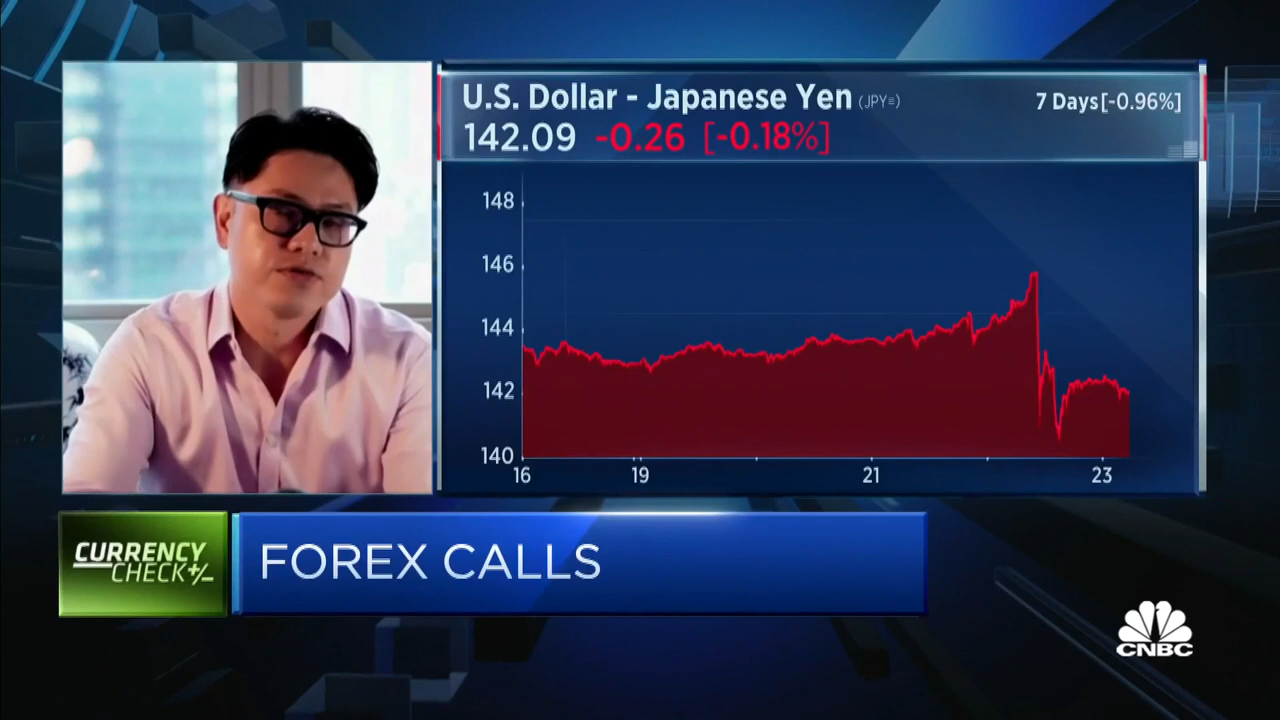 U.S. Dollar - Japanese Yen (JPY=)
7 Days[-0.96%]
142.09 -0.26 [-0.18%]
148
146
144
142
140
16 19 21 23
CURRENCY
CHECK+/-
FOREX CALLS
CNBC